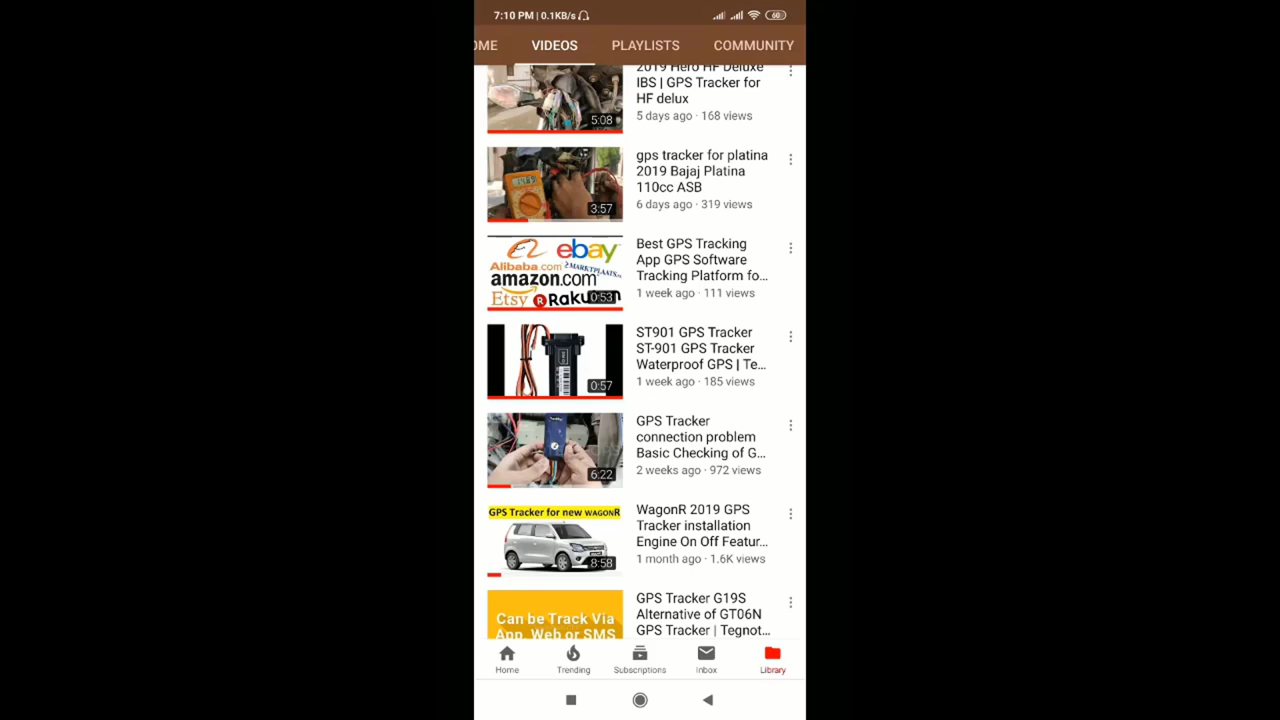 7:10 PM | 0.1KB/s
60
OME
VIDEOS
PLAYLISTS
COMMUNITY
2019 Hero HF Deluxe
IBS | GPS Tracker for
HF delux
5 days ago · 168 views
5:08
gps tracker for platina
2019 Bajaj Platina
110cc ASB
6 days ago · 319 views
3:57
ebay
Alibaba.com
amazon.com
Etsy
Rakuten
0:53
Best GPS Tracking
App GPS Software
Tracking Platform fo...
1 week ago · 111 views
0:57
ST901 GPS Tracker
ST-901 GPS Tracker
Waterproof GPS | Te...
1 week ago · 185 views
6:22
GPS Tracker
connection problem
Basic Checking of G...
2 weeks ago · 972 views
GPS Tracker for new WAGONR
8:58
WagonR 2019 GPS
Tracker installation
Engine On Off Featur...
1 month ago · 1.6K views
Can be Track Via
App, Web or SMS
GPS Tracker G19S
Alternative of GT06N
GPS Tracker | Tegnot...
Home
Trending
Subscriptions
Inbox
Library